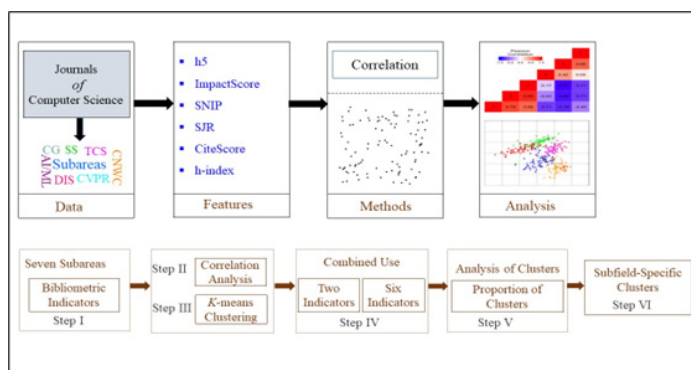 Journals
of
Computer Science
CG SS TCS
AI/ML
Subareas
CNWC
DIS CVPR
Data
h5
ImpactScore
SNIP
SJR
CiteScore
h-index
Features
Correlation
Methods
Pearson
Correlation
Analysis
Seven Subareas
Bibliometric
Indicators
Step I
Step II
Correlation
Analysis
Step III
K-means
Clustering
Combined Use
Two
Indicators
Six
Indicators
Step IV
Analysis of Clusters
Proportion of
Clusters
Step V
Subfield-Specific
Clusters
Step VI